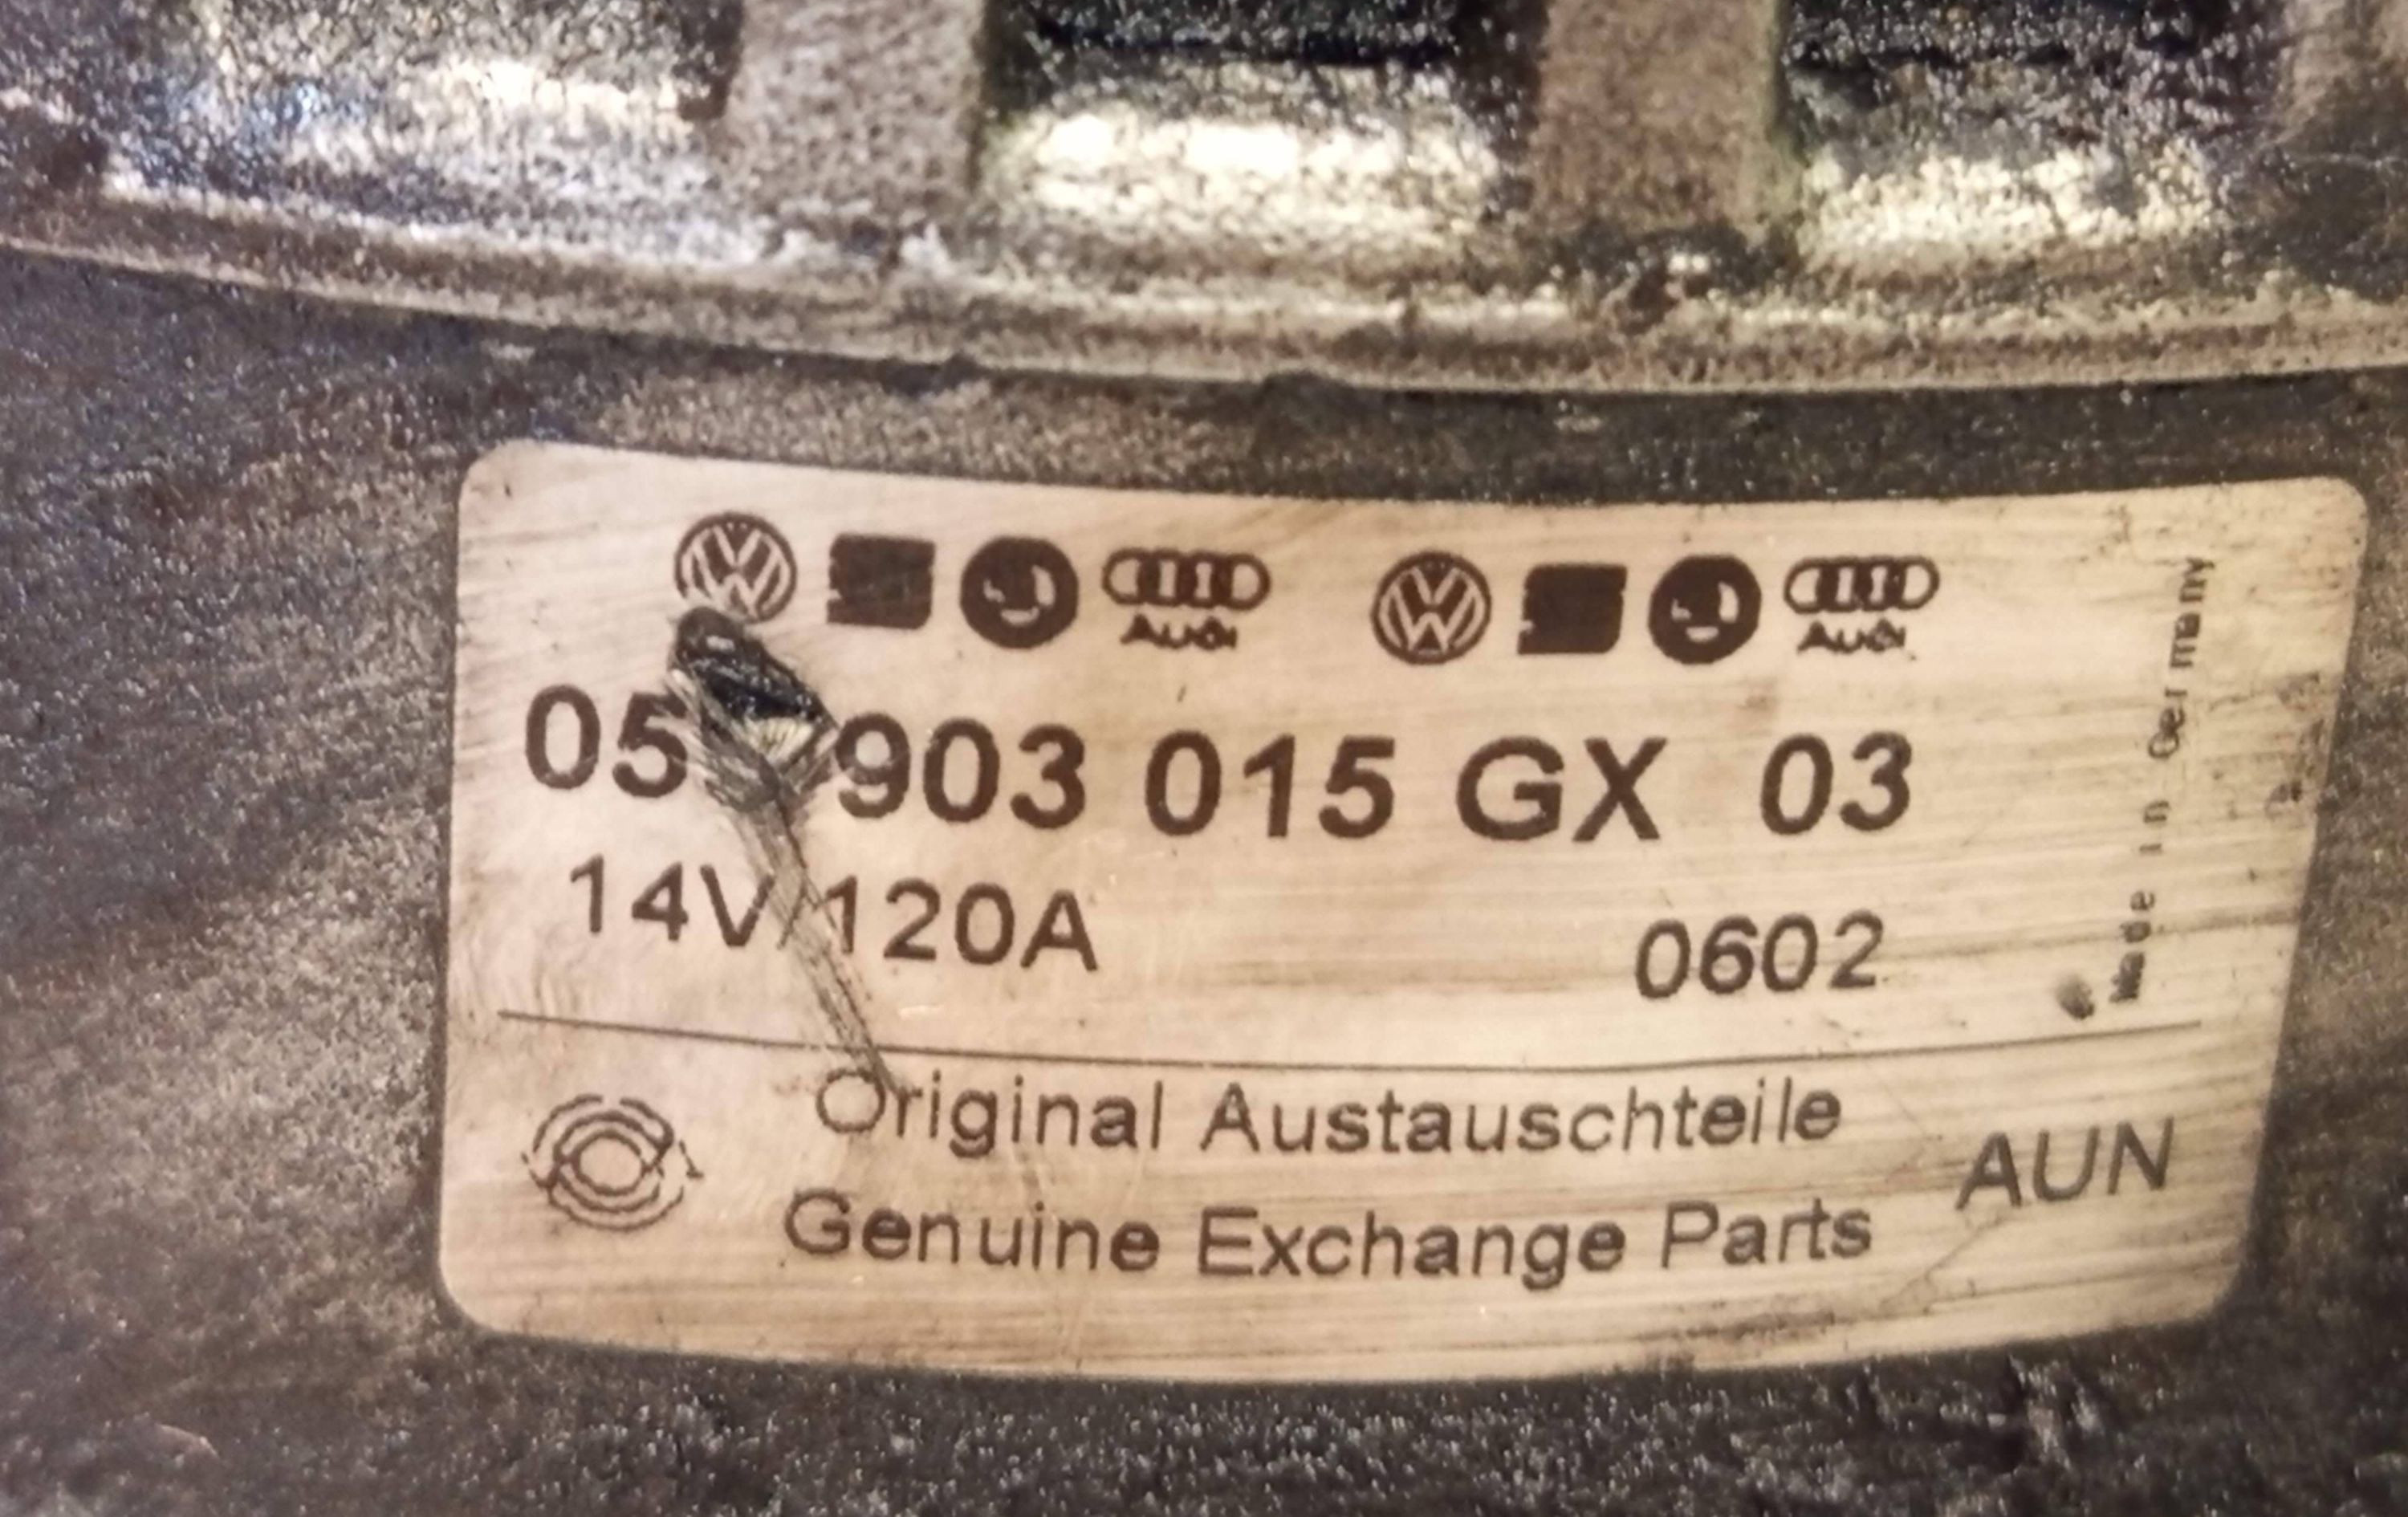 Audi Audi
05 903 015 GX 03
14V/120A 0602
Made in Germany
Original Austauschteile
Genuine Exchange Parts
AUN